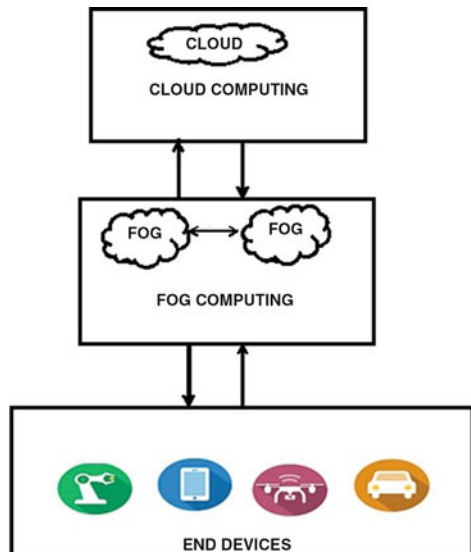 CLOUD
CLOUD COMPUTING
FOG
FOG
FOG COMPUTING
END DEVICES